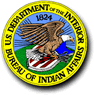 U.S. DEPARTMENT OF THE INTERIOR
1824
BUREAU OF INDIAN AFFAIRS